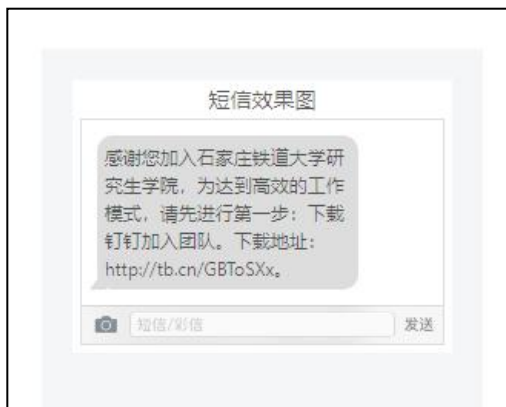 短信效果图
感谢您加入石家庄铁道大学研
究生学院，为达到高效的工作
模式，请先进行第一步：下载
钉钉加入团队。下载地址：
http://tb.cn/GBToSXx。
短信/彩信
发送